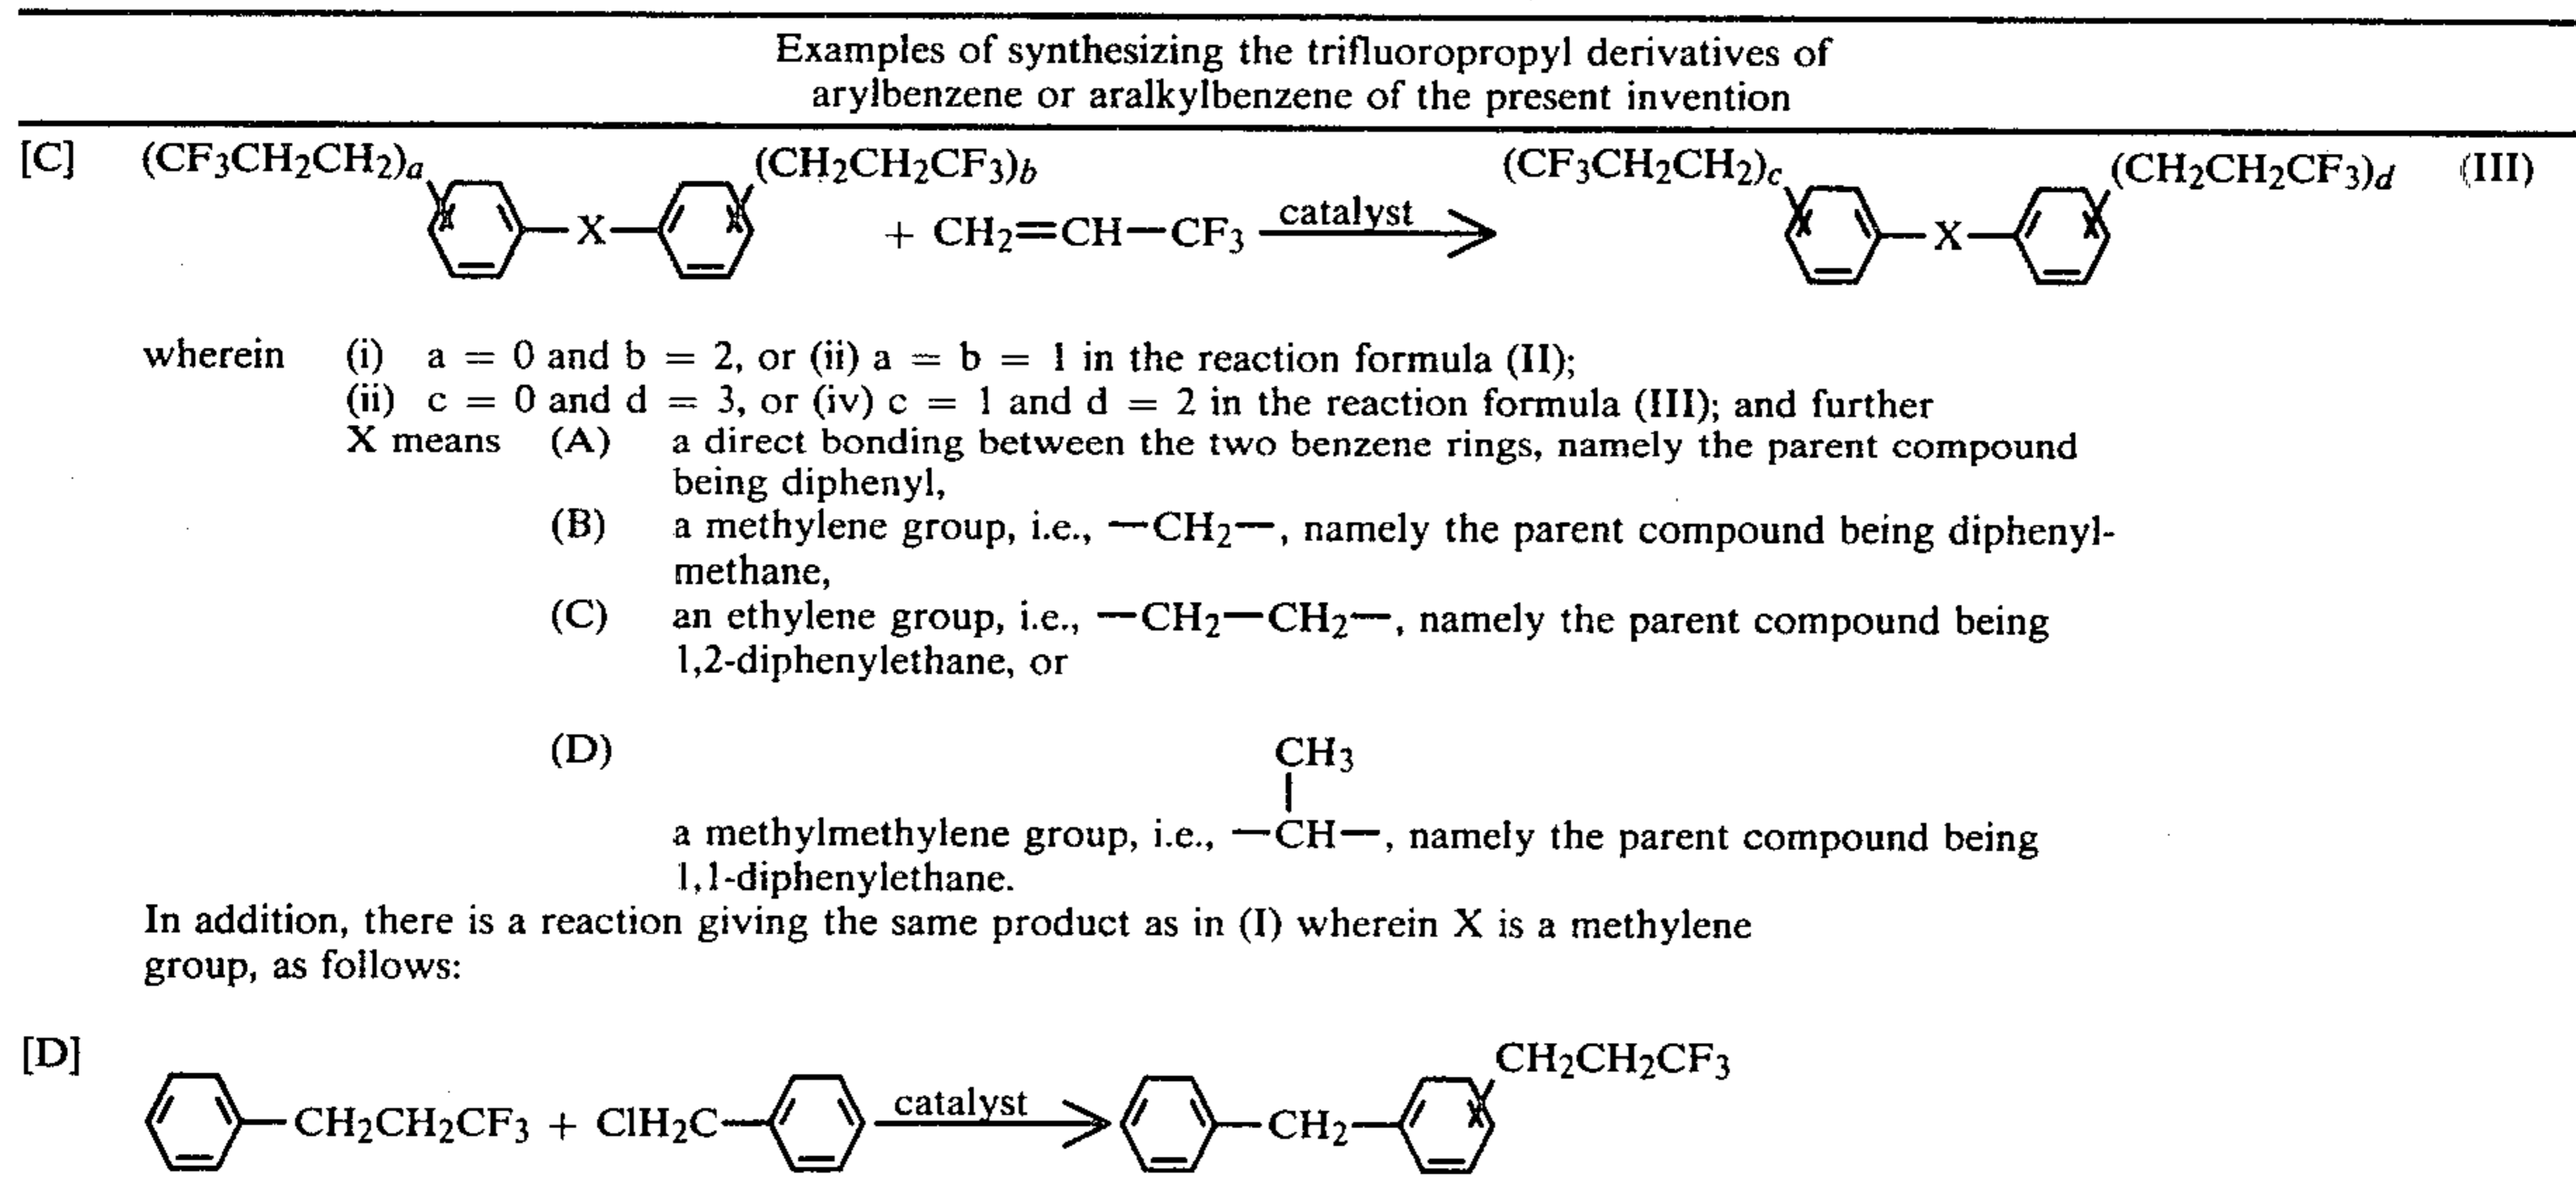 Examples of synthesizing the trifluoropropyl derivatives of
arylbenzene or aralkylbenzene of the present invention
[C] (CF3CH2CH2)a (CH2CH2CF3)b (CF3CH2CH2)c (CH2CH2CF3)d (III)
X + CH2=CH—CF3 catalyst X
wherein (i) a = 0 and b = 2, or (ii) a = b = 1 in the reaction formula (II);
(ii) c = 0 and d = 3, or (iv) c = 1 and d = 2 in the reaction formula (III); and further
X means (A) a direct bonding between the two benzene rings, namely the parent compound
being diphenyl,
(B) a methylene group, i.e., —CH2—, namely the parent compound being diphenyl-
methane,
(C) an ethylene group, i.e., —CH2—CH2—, namely the parent compound being
1,2-diphenylethane, or
(D) CH3
a methylmethylene group, i.e., —CH—, namely the parent compound being
1,1-diphenylethane.
In addition, there is a reaction giving the same product as in (I) wherein X is a methylene
group, as follows:
[D] CH2CH2CF3
CH2CH2CF3 + ClH2C catalyst CH2